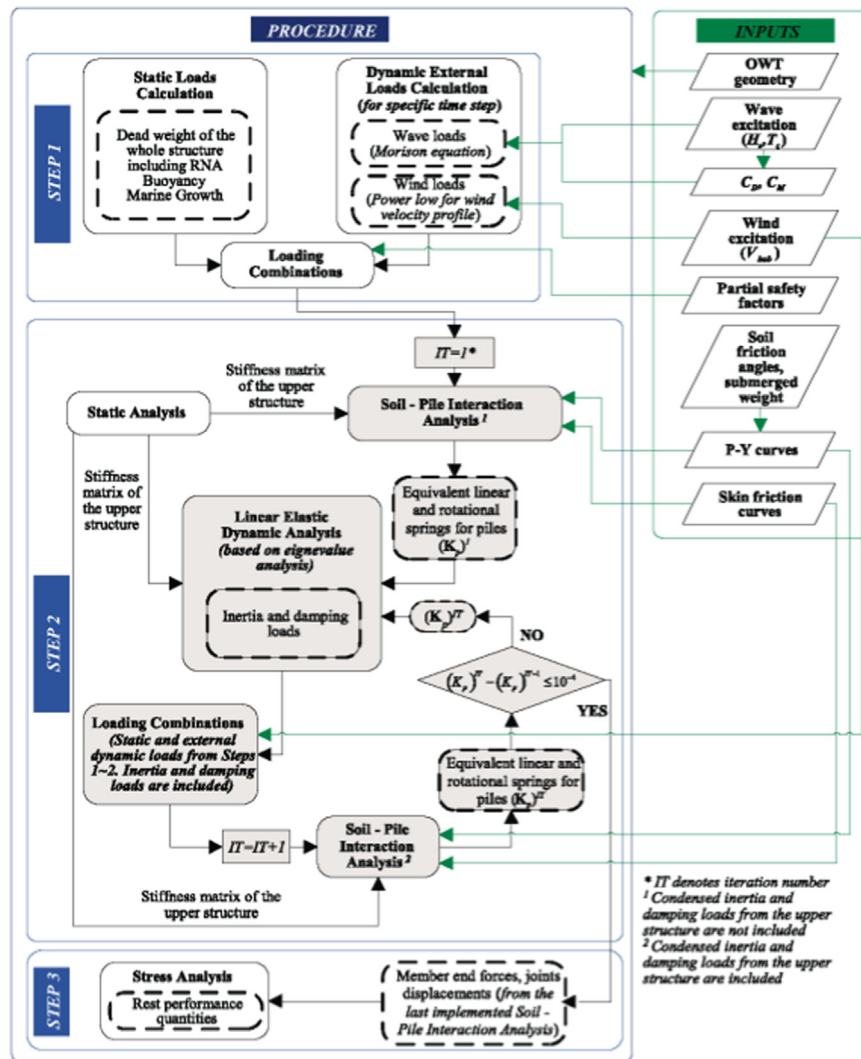 PROCEDURE
STEP 1
Static Loads
Calculation
Dead weight of the
whole structure
including RNA
Buoyancy
Marine Growth
Dynamic External
Loads Calculation
(for specific time step)
Wave loads
(Morison equation)
Wind loads
(Power low for wind
velocity profile)
Loading
Combinations
STEP 2
IT=1*
Stiffness matrix
of the upper
structure
Static Analysis
Soil - Pile Interaction
Analysis 1
Stiffness
matrix of
the upper
structure
Equivalent linear
and rotational
springs for piles
(Kp)1
Linear Elastic
Dynamic Analysis
(based on eignevalue
analysis)
Inertia and damping
loads
(Kp)IT
NO
(Kp)IT – (Kp)IT-1 ≤10-4
YES
Loading Combinations
(Static and external
dynamic loads from Steps
1~2. Inertia and damping
loads are included)
Equivalent linear and
rotational springs for
piles (Kp)IT
IT=IT+1
Soil - Pile
Interaction
Analysis 2
Stiffness matrix of the
upper structure
STEP 3
Stress Analysis
Rest performance
quantities
Member end forces, joints
displacements (from the
last implemented Soil -
Pile Interaction Analysis)
INPUTS
OWT
geometry
Wave
excitation
CD, CM
Wind
excitation
(Vhub)
Partial safety
factors
Soil
friction
angles,
submerged
weight
P-Y curves
Skin friction
curves
* IT denotes iteration number
1 Condensed inertia and
damping loads from the upper
structure are not included
2 Condensed inertia and
damping loads from the upper
structure are included